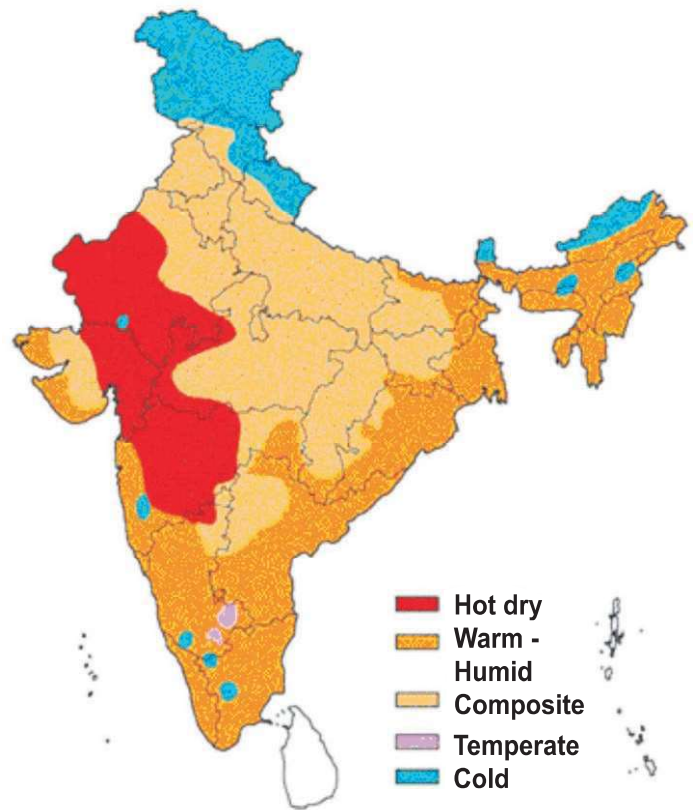 Hot dry
Warm -
Humid
Composite
Temperate
Cold